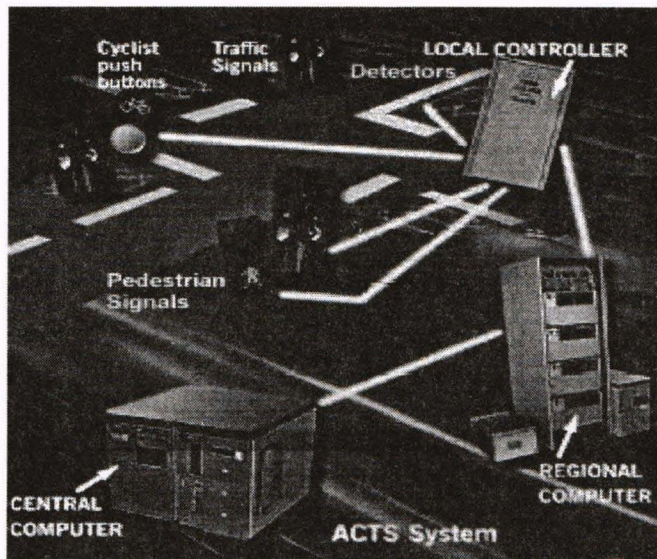 Cyclist
push
buttons
Traffic
Signals
Detectors
LOCAL CONTROLLER
Pedestrian
Signals
CENTRAL
COMPUTER
REGIONAL
COMPUTER
ACTS System